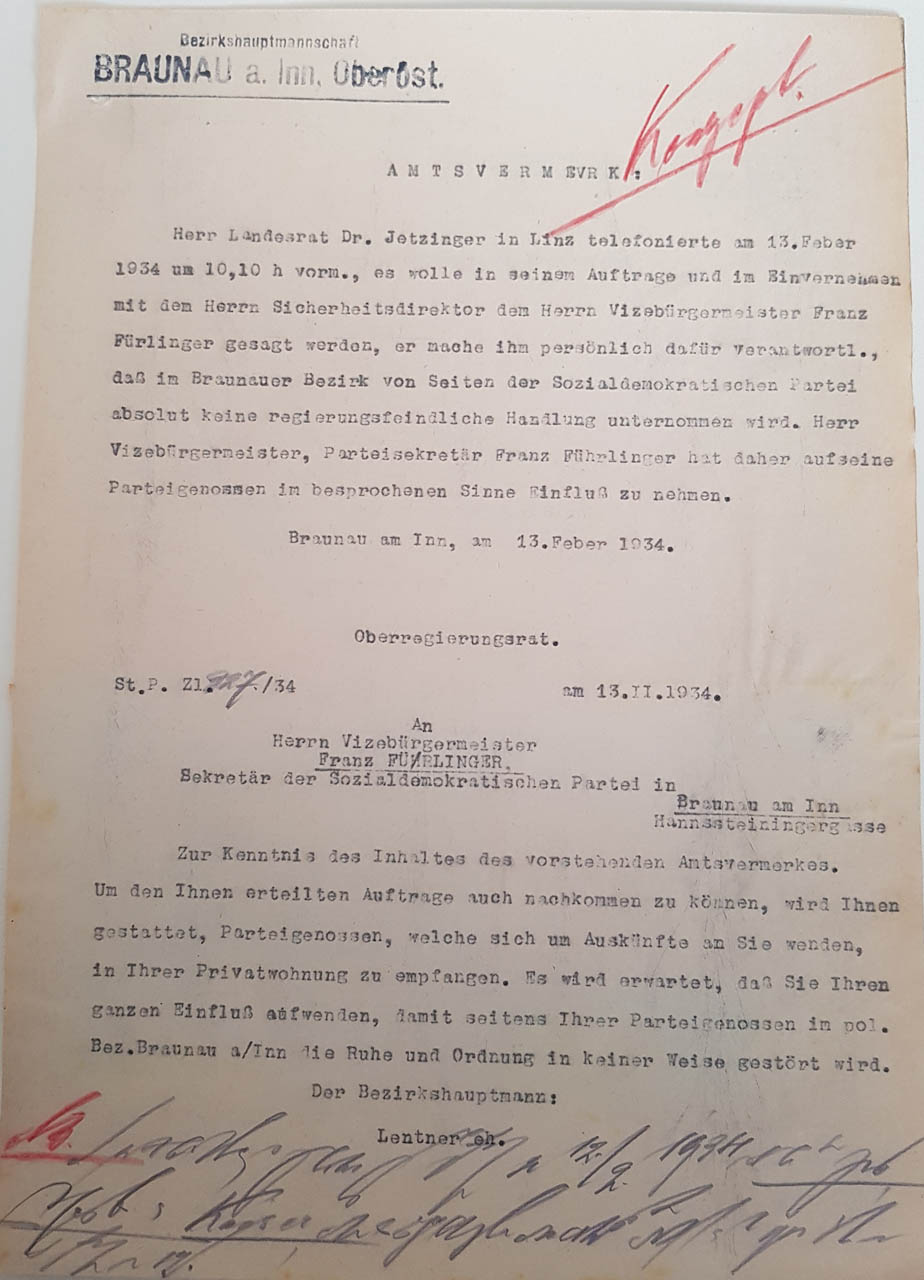 Bezirkshauptmannschaft
BRAUNAU a. Inn, Oberöst.
Konzept.
AMTSVERMEVRK:
Herr Landesrat Dr. Jetzinger in Linz telefonierte am 13.Feber
1934 um 10,10 h vorm., es wolle in seinem Auftrage und im Einvernehmen
mit dem Herrn Sicherheitsdirektor dem Herrn Vizebürgermeister Franz
Fürlinger gesagt werden, er mache ihm persönlich dafür verantwortl.,
daß im Braunauer Bezirk von Seiten der Sozialdemokratischen Partei
absolut keine regierungsfeindliche Handlung unternommen wird. Herr
Vizebürgermeister, Parteisekretär Franz Führlinger hat daher aufseine
Parteigenossen im besprochenen Sinne Einfluß zu nehmen.
Braunau am Inn, am 13.Feber 1934.
Oberregierungsrat.
St.P. Zl.227./34 am 13.II.1934.
An
Herrn Vizebürgermeister
Franz FÜHRLINGER,
Sekretär der Sozialdemokratischen Partei in
Braunau am Inn
Hannssteiningergasse
Zur Kenntnis des Inhaltes des vorstehenden Amtsvermerkes.
Um den Ihnen erteilten Auftrage auch nachkommen zu können, wird Ihnen
gestattet, Parteigenossen, welche sich um Auskünfte an Sie wenden,
in Ihrer Privatwohnung zu empfangen. Es wird erwartet, daß Sie Ihren
ganzen Einfluß aufwenden, damit seitens Ihrer Parteigenossen im pol.
Bez.Braunau a/Inn die Ruhe und Ordnung in keiner Weise gestört wird.
Der Bezirkshauptmann:
Lentner eh.
12/2 1934